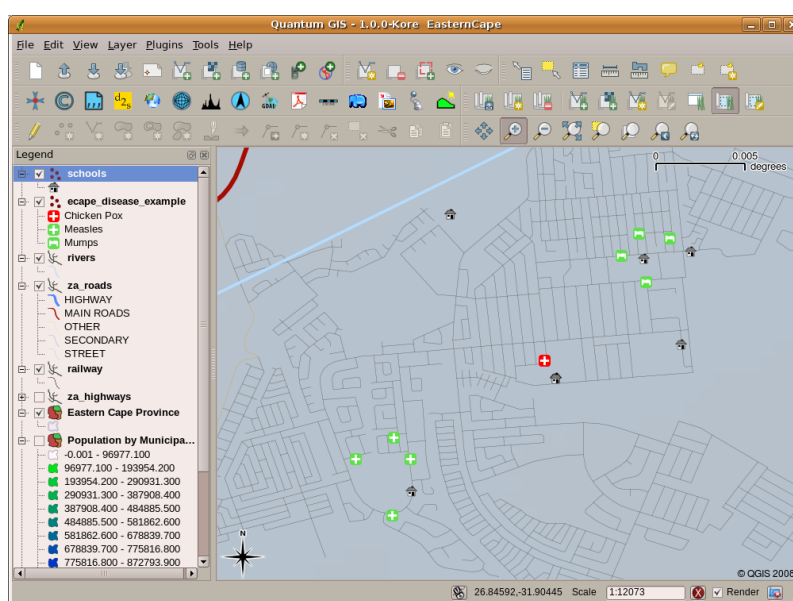 Quantum GIS - 1.0.0-Kore EasternCape
File Edit View Layer Plugins Tools Help
Legend
0 0.005
degrees
schools
ecape_disease_example
Chicken Pox
Measles
Mumps
rivers
za_roads
HIGHWAY
MAIN ROADS
OTHER
SECONDARY
STREET
railway
za_highways
Eastern Cape Province
Population by Municipa...
-0.001 - 96977.100
96977.100 - 193954.200
193954.200 - 290931.300
290931.300 - 387908.400
387908.400 - 484885.500
484885.500 - 581862.600
581862.600 - 678839.700
678839.700 - 775816.800
775816.800 - 872793.900
N
© QGIS 2008
26.84592,-31.90445 Scale 1:12073 Render